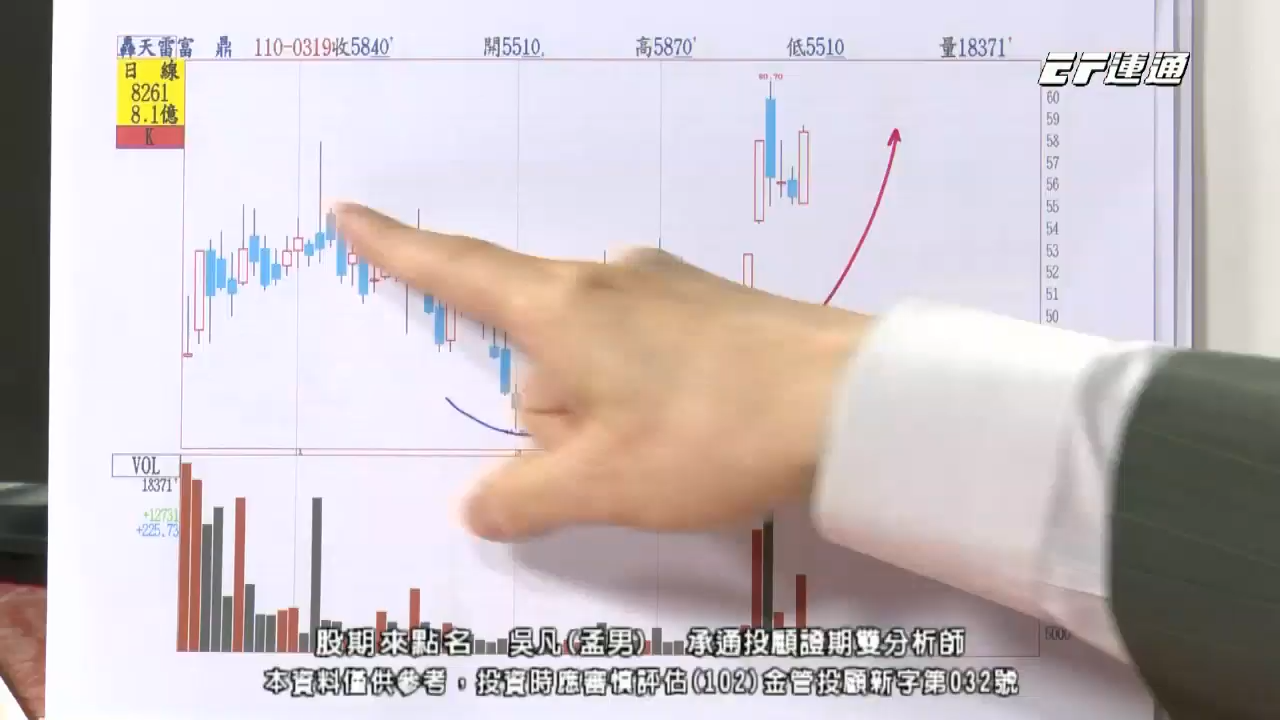 轟天雷富 鼎 110-0319收5840' 開5510. 高5870' 低5510 量18371'
EF連通
日 線
8261
8.1億
K
60.70
60
59
58
57
56
55
54
53
52
51
50
VOL
18371'
+12731
+225.73
5000
股期來點名 吳凡(孟男) 承通投顧證期雙分析師
本資料僅供參考，投資時應審慎評估(102)金管投顧新字第032號